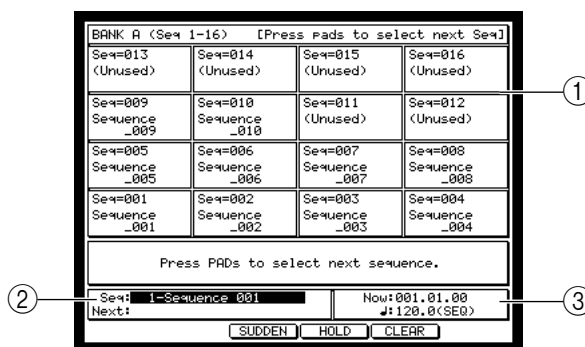 BANK A (Seq 1-16) [Press pads to select next Seq]
Seq=013 Seq=014 Seq=015 Seq=016
(Unused) (Unused) (Unused) (Unused)
①
Seq=009 Seq=010 Seq=011 Seq=012
Sequence Sequence (Unused) (Unused)
_009 _010
Seq=005 Seq=006 Seq=007 Seq=008
Sequence Sequence Sequence Sequence
_005 _006 _007 _008
Seq=001 Seq=002 Seq=003 Seq=004
Sequence Sequence Sequence Sequence
_001 _002 _003 _004
Press PADs to select next sequence.
② Seq: 1-Sequence 001 Now:001.01.00 ③
Next: ♩:120.0(SEQ)
SUDDEN HOLD CLEAR